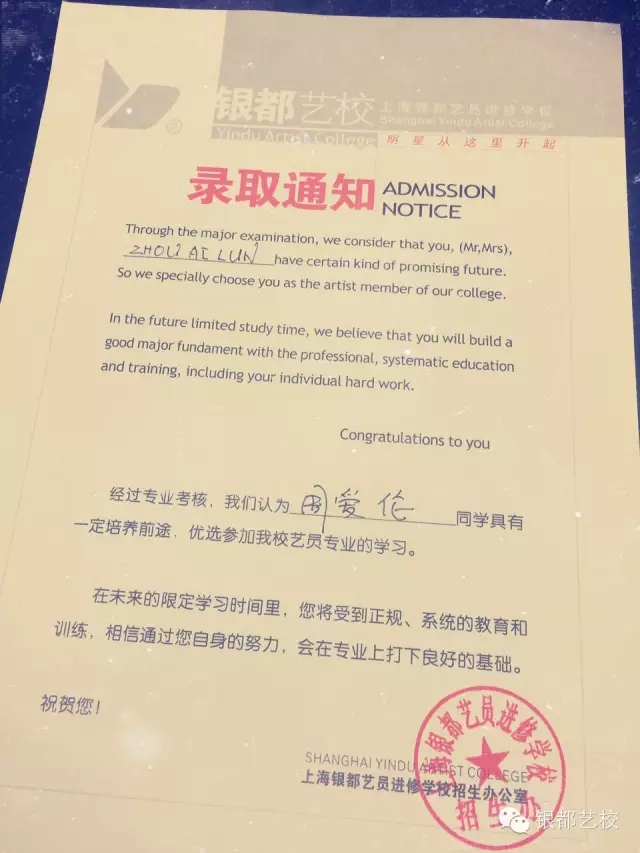 银都艺校
Yindu Artist College
上海银都艺员进修学校
Shanghai Yindu Artist College
明星从这里升起
录取通知 ADMISSION NOTICE
Through the major examination, we consider that you, (Mr,Mrs),
ZHOU AI LUN have certain kind of promising future.
So we specially choose you as the artist member of our college.
In the future limited study time, we believe that you will build a
good major fundament with the professional, systematic education
and training, including your individual hard work.
Congratulations to you
经过专业考核，我们认为 周爱伦 同学具有
一定培养前途，优选参加我校艺员专业的学习。
在未来的限定学习时间里，您将受到正规、系统的教育和
训练，相信通过您自身的努力，会在专业上打下良好的基础。
祝贺您！
SHANGHAI YINDU ARTIST COLLEGE
上海银都艺员进修学校招生办公室
上海银都艺员进修学校
招生办
银都艺校